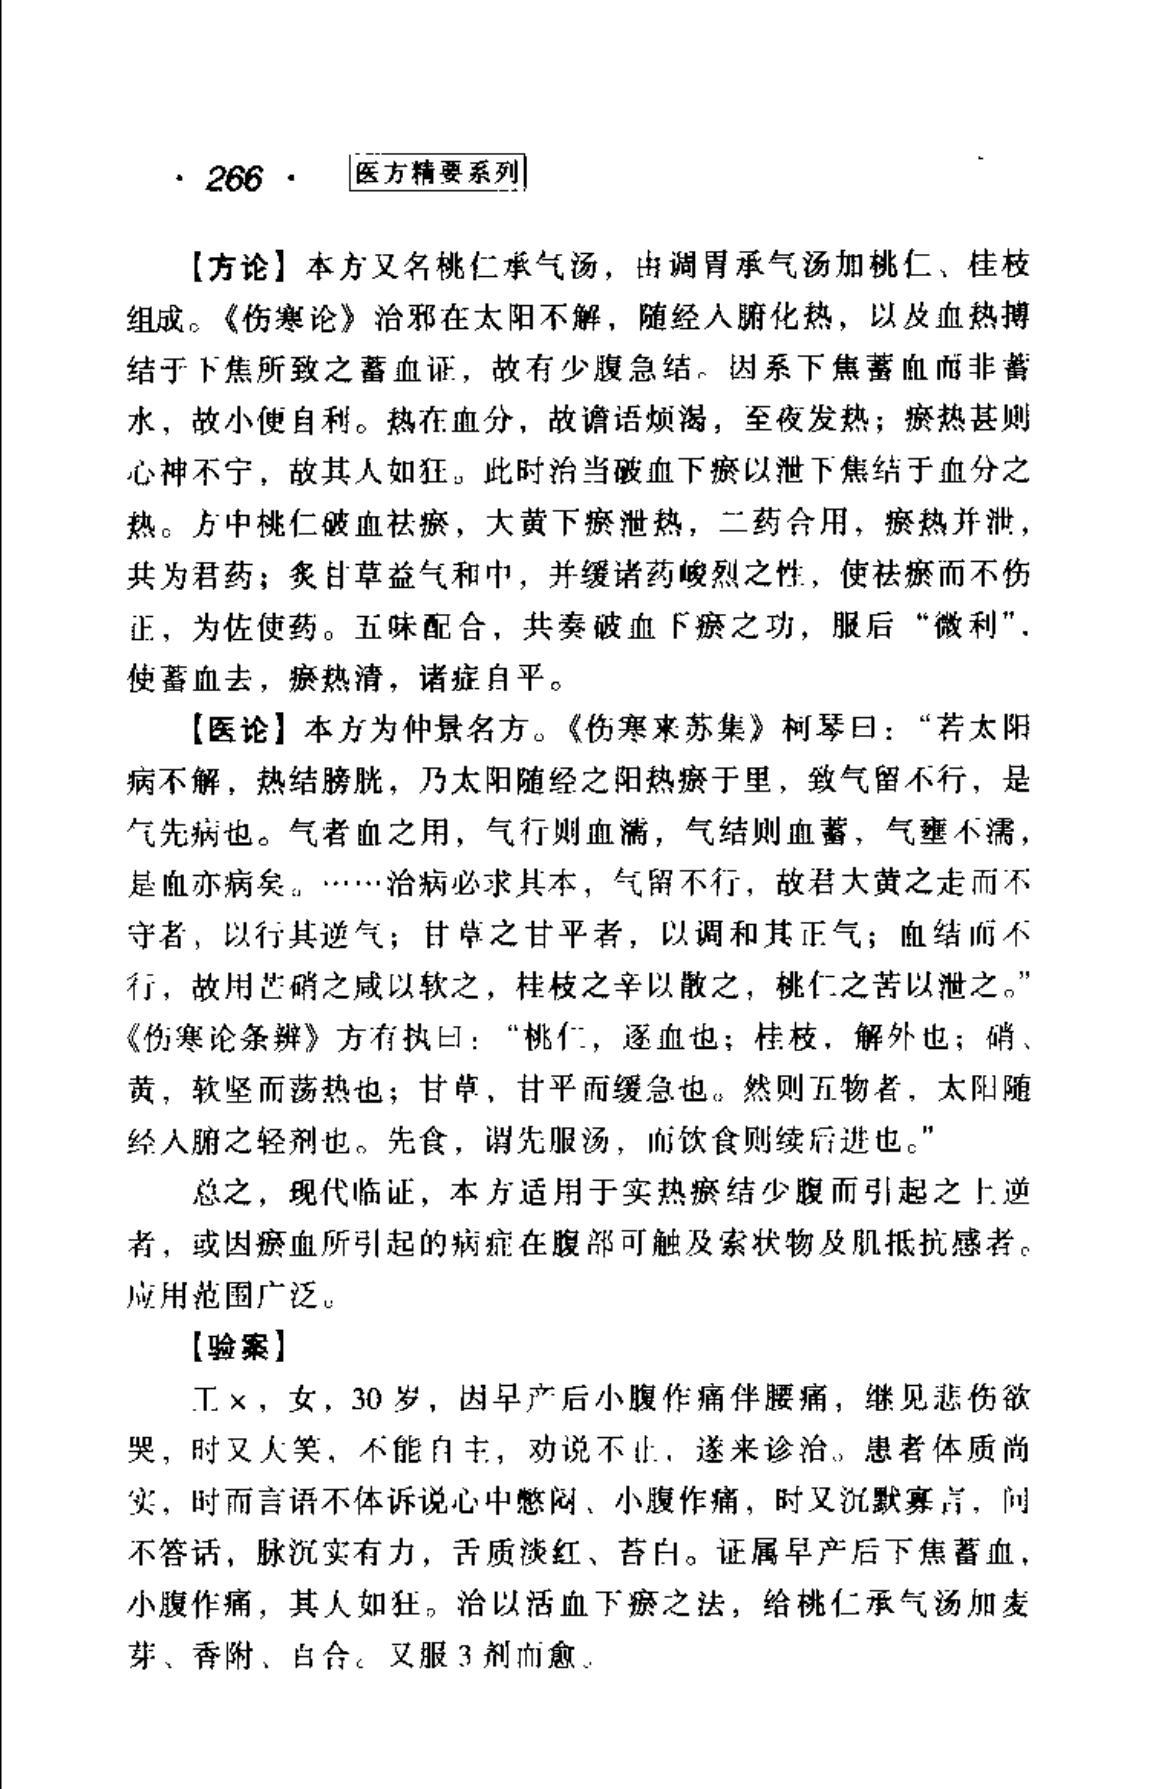 · 266 · 医方精要系列
【方论】本方又名桃仁承气汤，由调胃承气汤加桃仁、桂枝
组成。《伤寒论》治邪在太阳不解，随经入腑化热，以及血热搏
结于下焦所致之蓄血证，故有少腹急结。因系下焦蓄血而非蓄
水，故小便自利。热在血分，故谵语烦渴，至夜发热；瘀热甚则
心神不宁，故其人如狂。此时治当破血下瘀以泄下焦结于血分之
热。方中桃仁破血祛瘀，大黄下瘀泄热，二药合用，瘀热并泄，
共为君药；炙甘草益气和中，并缓诸药峻烈之性，使祛瘀而不伤
正，为佐使药。五味配合，共奏破血下瘀之功，服后“微利”，
使蓄血去，瘀热清，诸症自平。
【医论】本方为仲景名方。《伤寒来苏集》柯琴曰：“若太阳
病不解，热结膀胱，乃太阳随经之阳热瘀于里，致气留不行，是
气先病也。气者血之用，气行则血濡，气结则血蓄，气壅不濡，
是血亦病矣。……治病必求其本，气留不行，故君大黄之走而不
守者，以行其逆气；甘草之甘平者，以调和其正气；血结而不
行，故用芒硝之咸以软之，桂枝之辛以散之，桃仁之苦以泄之。”
《伤寒论条辨》方有执曰：“桃仁，逐血也；桂枝，解外也；硝、
黄，软坚而荡热也；甘草，甘平而缓急也。然则五物者，太阳随
经入腑之轻剂也。先食，谓先服汤，而饮食则续后进也。”
总之，现代临证，本方适用于实热瘀结少腹而引起之上逆
者，或因瘀血所引起的病症在腹部可触及索状物及肌抵抗感者。
应用范围广泛。
【验案】
王×，女，30岁，因早产后小腹作痛伴腰痛，继见悲伤欲
哭，时又大笑，不能自主，劝说不止，遂来诊治。患者体质尚
实，时而言语不体诉说心中憋闷、小腹作痛，时又沉默寡言，问
不答话，脉沉实有力，舌质淡红、苔白。证属早产后下焦蓄血，
小腹作痛，其人如狂。治以活血下瘀之法，给桃仁承气汤加麦
芽、香附、百合。又服3剂而愈。